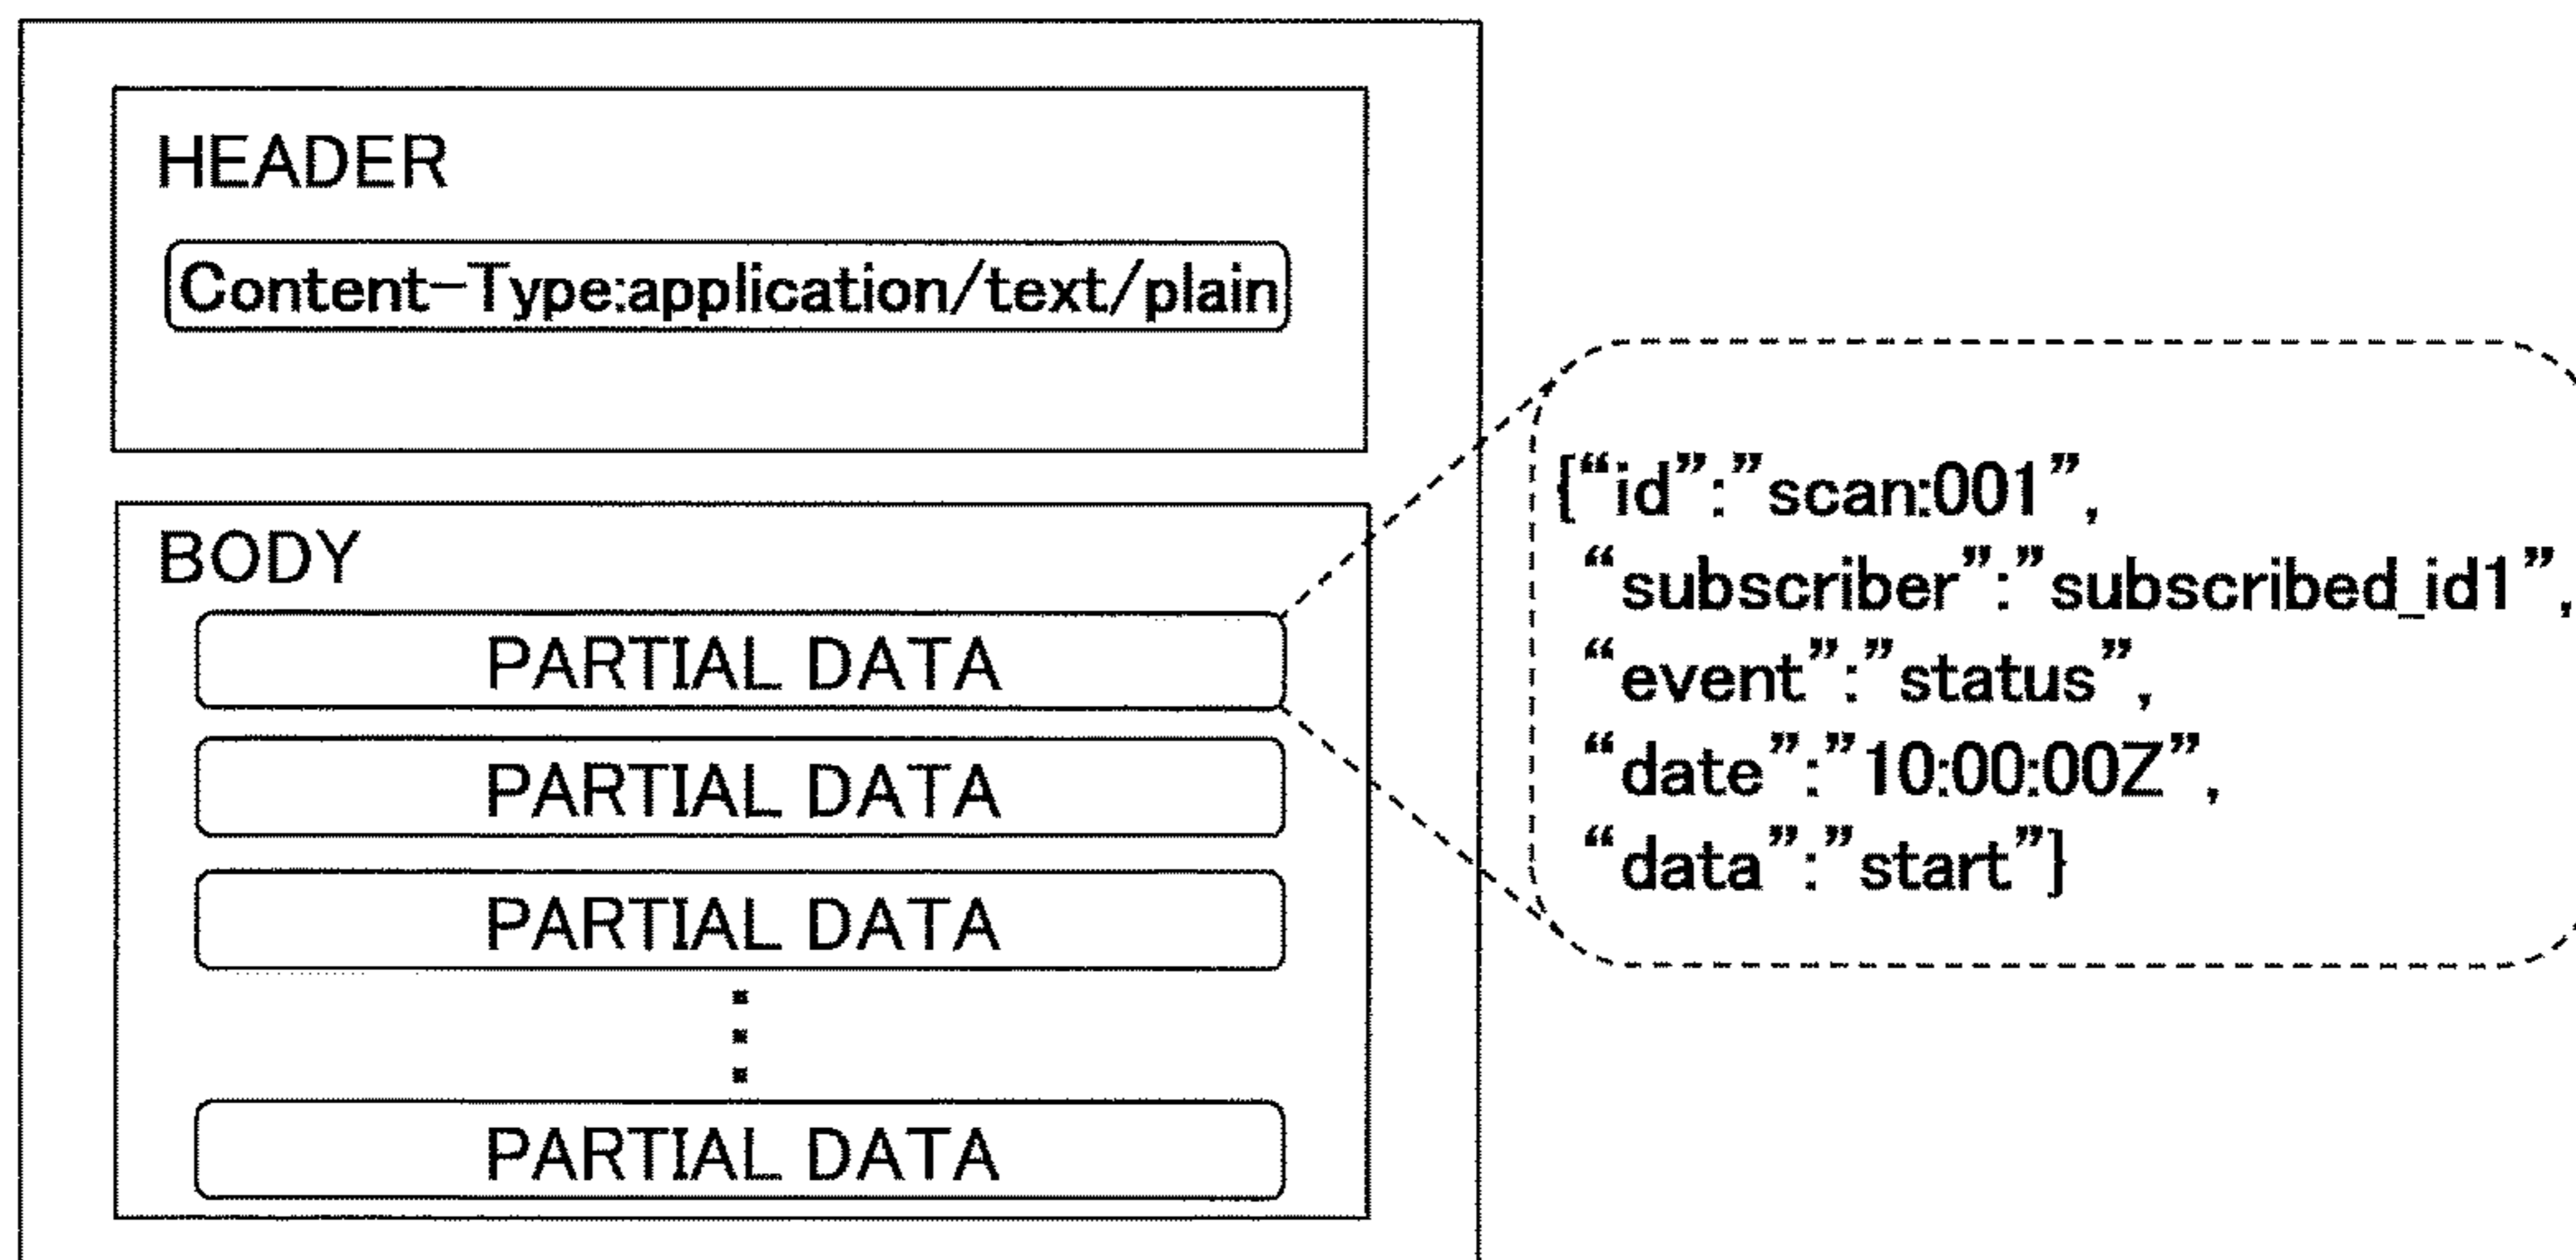 HEADER
Content-Type:application/text/plain
BODY
PARTIAL DATA
PARTIAL DATA
PARTIAL DATA
PARTIAL DATA
{“id”:”scan:001”,
“subscriber”:”subscribed_id1”,
“event”:”status”,
“date”:”10:00:00Z”,
“data”:”start”}